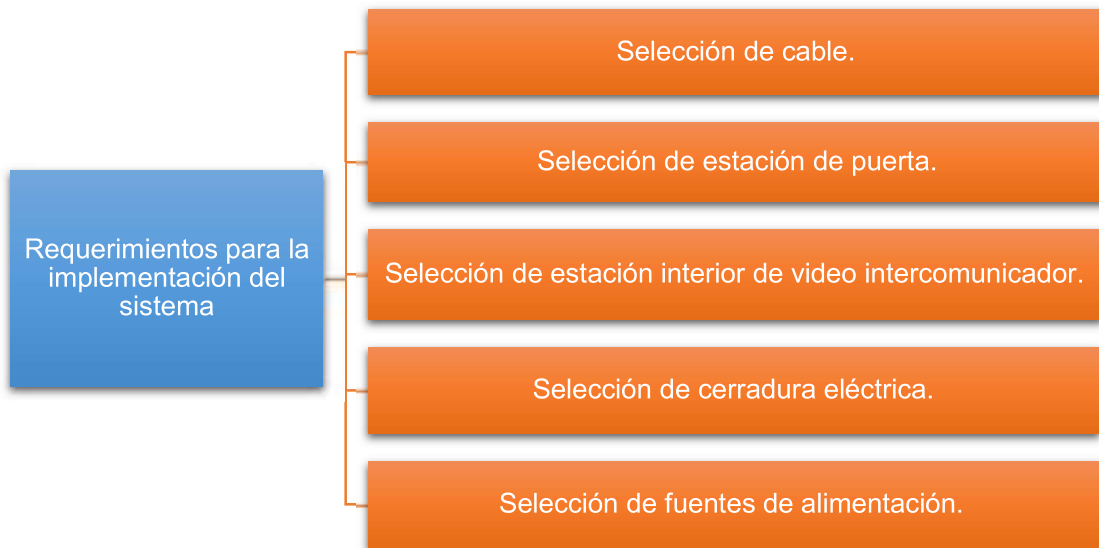 Selección de cable.
Selección de estación de puerta.
Requerimientos para la
implementación del
sistema
Selección de estación interior de video intercomunicador.
Selección de cerradura eléctrica.
Selección de fuentes de alimentación.